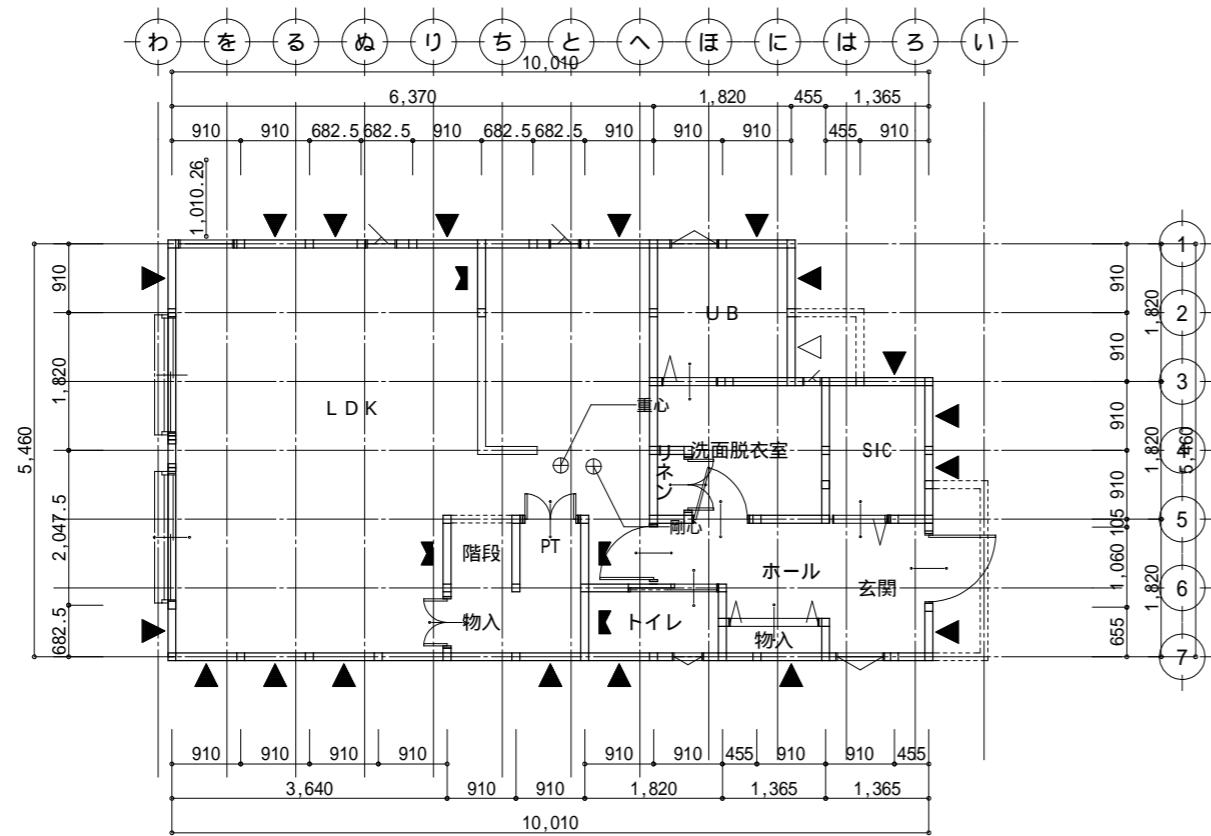 わ を る ぬ り ち と へ ほ に は ろ い
10,010
6,370 1,820 455 1,365
910 910 682.5 682.5 910 682.5 682.5 910 910 910 455 910
1,010.26
1
910 910
2
UB
910 1,820
3
1,820
LDK
重心
910
5,460
洗面脱衣室
SIC
4
1,820 5,460
リネン
910
剛心
105
5
2,047.5
階段
PT
ホール
玄関
1,060
6
1,820
物入
トイレ
物入
682.5
655
7
910 910 910 910 910 910 455 910 910 455
3,640 910 910 1,820 1,365 1,365
10,010